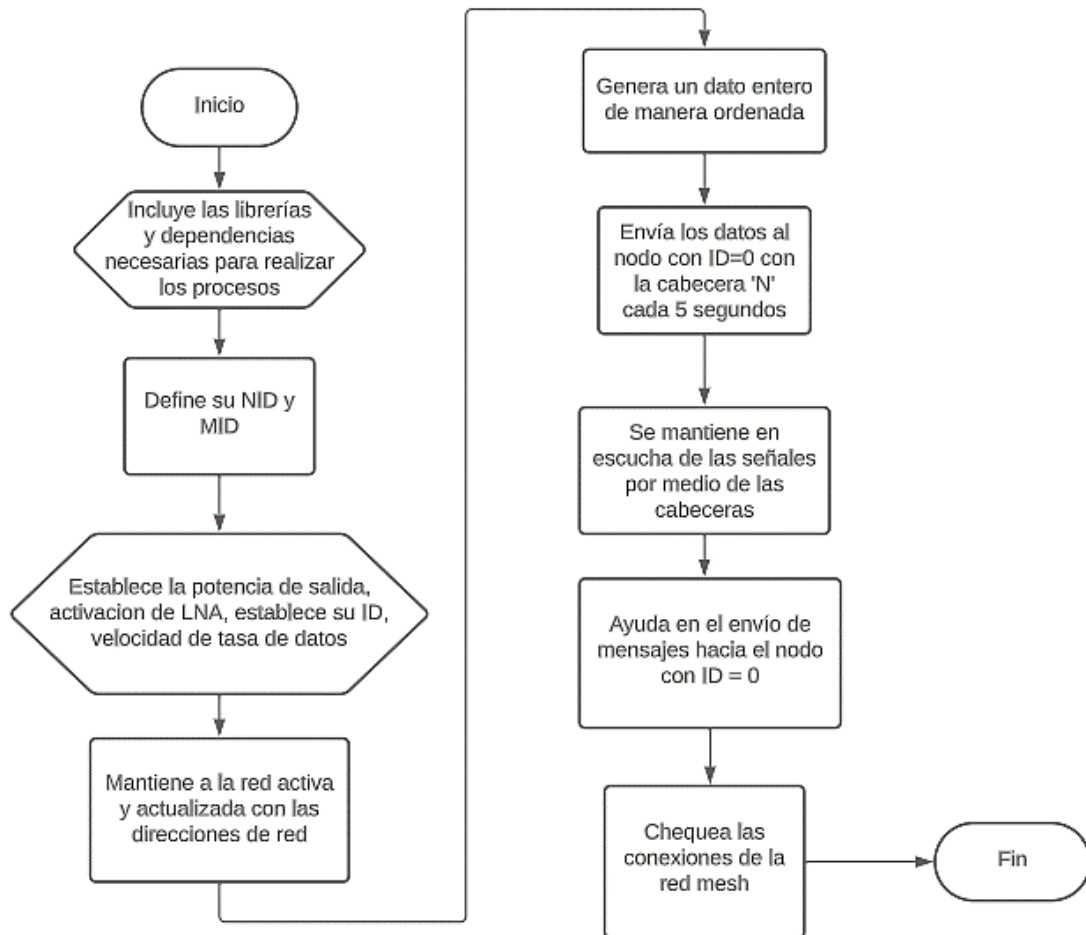 Inicio
Incluye las librerías
y dependencias
necesarias para realizar
los procesos
Define su NID y
MID
Establece la potencia de salida,
activacion de LNA, establece su ID,
velocidad de tasa de datos
Mantiene a la red activa
y actualizada con las
direcciones de red
Genera un dato entero
de manera ordenada
Envía los datos al
nodo con ID=0 con
la cabecera 'N'
cada 5 segundos
Se mantiene en
escucha de las señales
por medio de las
cabeceras
Ayuda en el envío de
mensajes hacia el nodo
con ID = 0
Chequea las
conexiones de la
red mesh
Fin